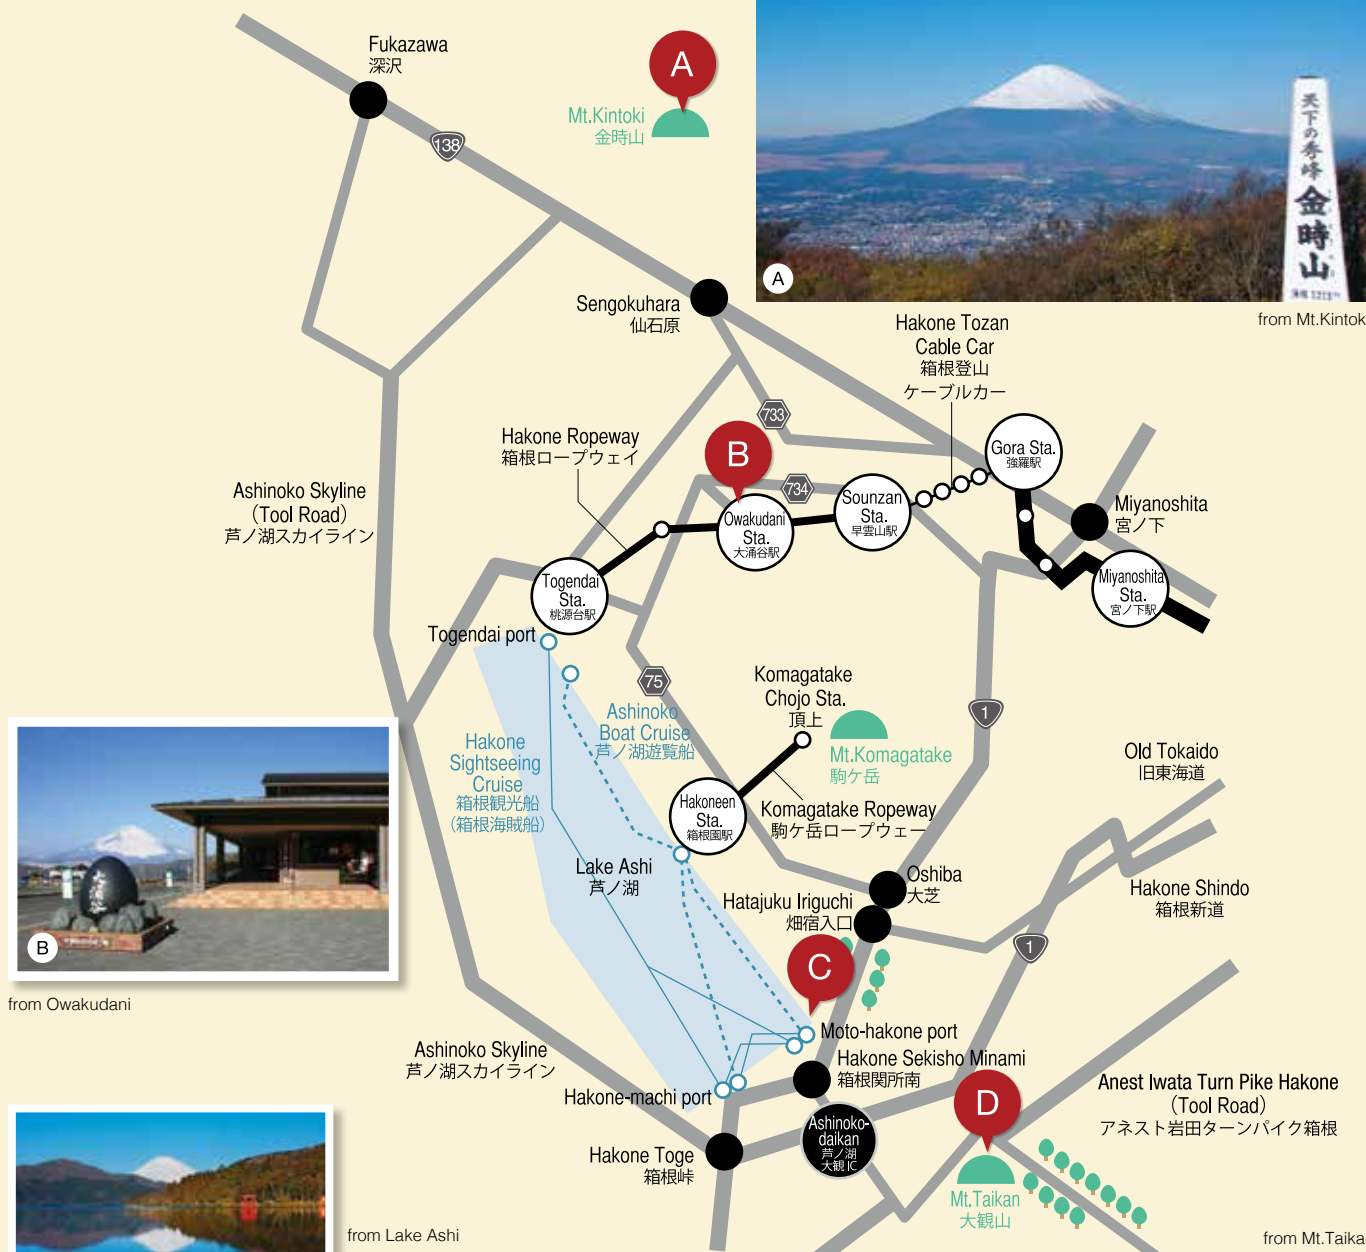 Fukazawa
深沢
A
Mt.Kintoki
金時山
138
天下の秀峰
金時山
A
from Mt.Kintok
Sengokuhara
仙石原
Hakone Tozan
Cable Car
箱根登山
ケーブルカー
733
Hakone Ropeway
箱根ロープウェイ
B
734
Gora Sta.
強羅駅
Ashinoko Skyline
（Tool Road）
芦ノ湖スカイライン
Owakudani
Sta.
大涌谷駅
Sounzan
Sta.
早雲山駅
Miyanoshita
宮ノ下
Miyanoshita
Sta.
宮ノ下駅
Togendai
Sta.
桃源台駅
Togendai port
75
Komagatake
Chojo Sta.
頂上
1
Ashinoko
Boat Cruise
芦ノ湖遊覧船
Hakone
Sightseeing
Cruise
箱根観光船
（箱根海賊船）
Mt.Komagatake
駒ケ岳
Old Tokaido
旧東海道
Hakoneen
Sta.
箱根園駅
Komagatake Ropeway
駒ケ岳ロープウェー
Lake Ashi
芦ノ湖
Oshiba
大芝
Hatajuku Iriguchi
畑宿入口
Hakone Shindo
箱根新道
1
B
from Owakudani
C
Moto-hakone port
Ashinoko Skyline
芦ノ湖スカイライン
Hakone Sekisho Minami
箱根関所南
Hakone-machi port
D
Anest Iwata Turn Pike Hakone
（Tool Road）
アネスト岩田ターンパイク箱根
Ashinoko-
daikan
芦ノ湖
大観 IC
Hakone Toge
箱根峠
Mt.Taikan
大観山
from Lake Ashi
from Mt.Taika